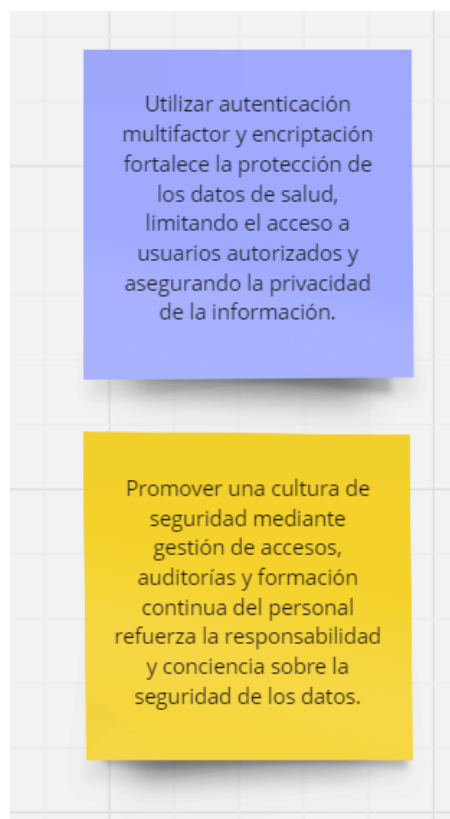 Utilizar autenticación
multifactor y encriptación
fortalece la protección de
los datos de salud,
limitando el acceso a
usuarios autorizados y
asegurando la privacidad
de la información.
Promover una cultura de
seguridad mediante
gestión de accesos,
auditorías y formación
continua del personal
refuerza la responsabilidad
y conciencia sobre la
seguridad de los datos.